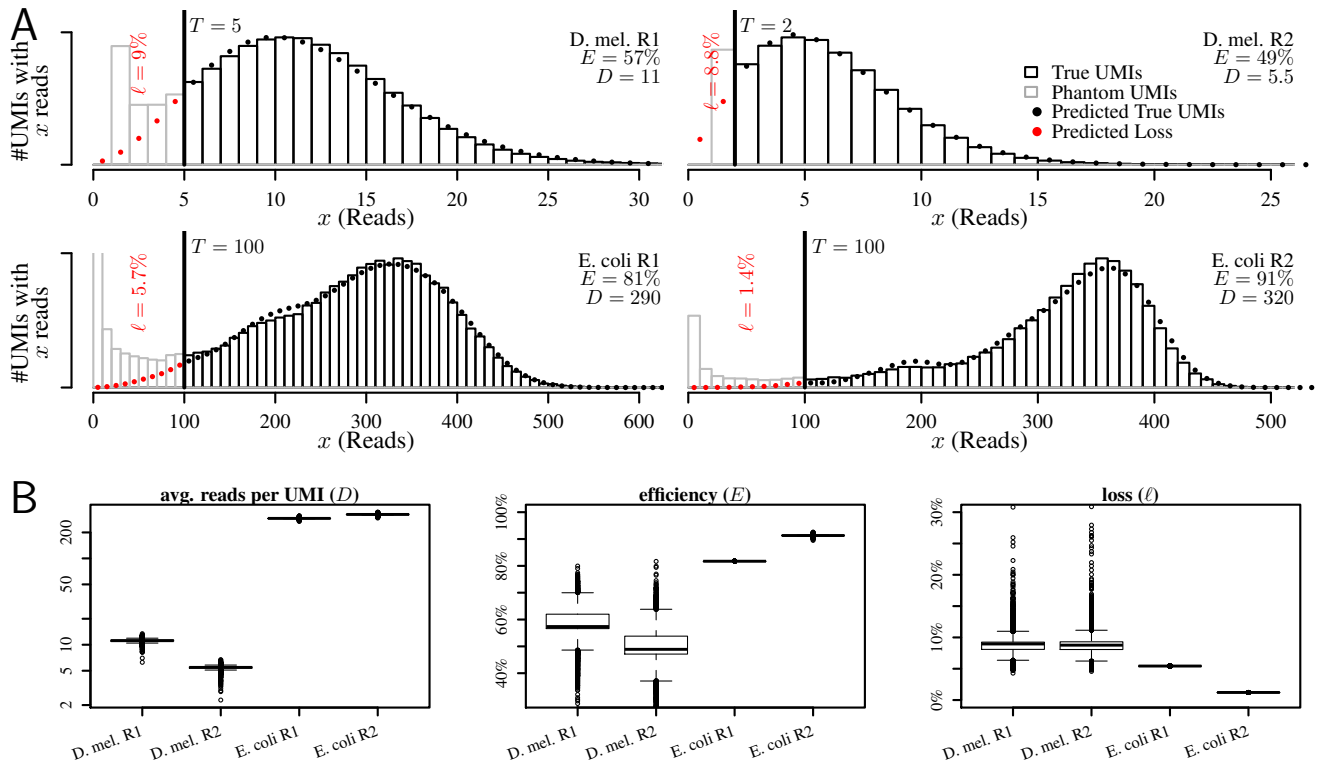 A
T = 5
D. mel. R1
E = 57%
D = 11
ℓ = 9%
#UMIs with
x reads
0 5 10 15 20 25 30
x (Reads)
T = 2
D. mel. R2
E = 49%
D = 5.5
ℓ = 8.8%
True UMIs
Phantom UMIs
Predicted True UMIs
Predicted Loss
0 5 10 15 20 25
x (Reads)
T = 100
E. coli R1
E = 81%
D = 290
ℓ = 5.7%
#UMIs with
x reads
0 100 200 300 400 500 600
x (Reads)
T = 100
E. coli R2
E = 91%
D = 320
ℓ = 1.4%
0 100 200 300 400 500
x (Reads)
B
avg. reads per UMI (D)
200
50
10
5
2
D. mel. R1
D. mel. R2
E. coli R1
E. coli R2
efficiency (E)
100%
80%
60%
40%
D. mel. R1
D. mel. R2
E. coli R1
E. coli R2
loss (ℓ)
30%
20%
10%
0%
D. mel. R1
D. mel. R2
E. coli R1
E. coli R2